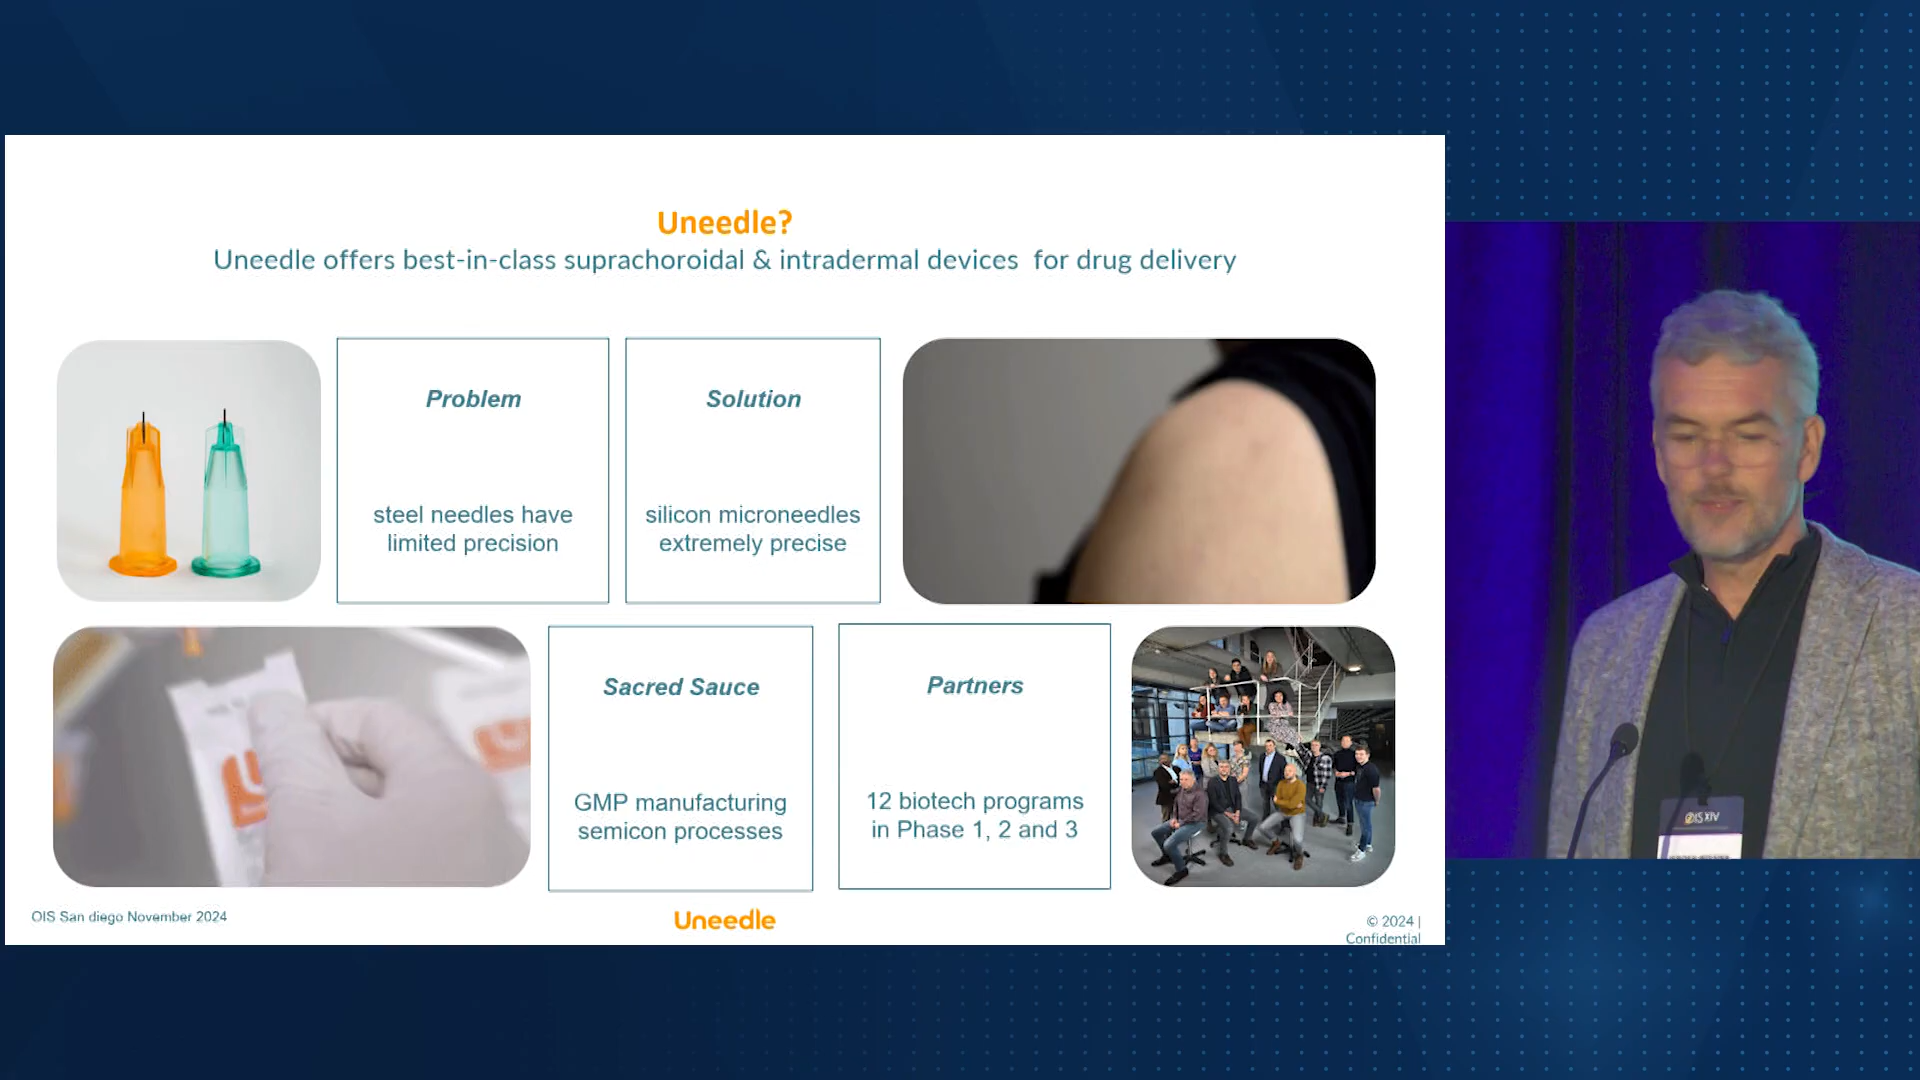 Uneedle?
Uneedle offers best-in-class suprachoroidal & intradermal devices for drug delivery
Problem
steel needles have
limited precision
Solution
silicon microneedles
extremely precise
Sacred Sauce
GMP manufacturing
semicon processes
Partners
12 biotech programs
in Phase 1, 2 and 3
OIS San diego November 2024
Uneedle
© 2024 |
Confidential
OIS XIV